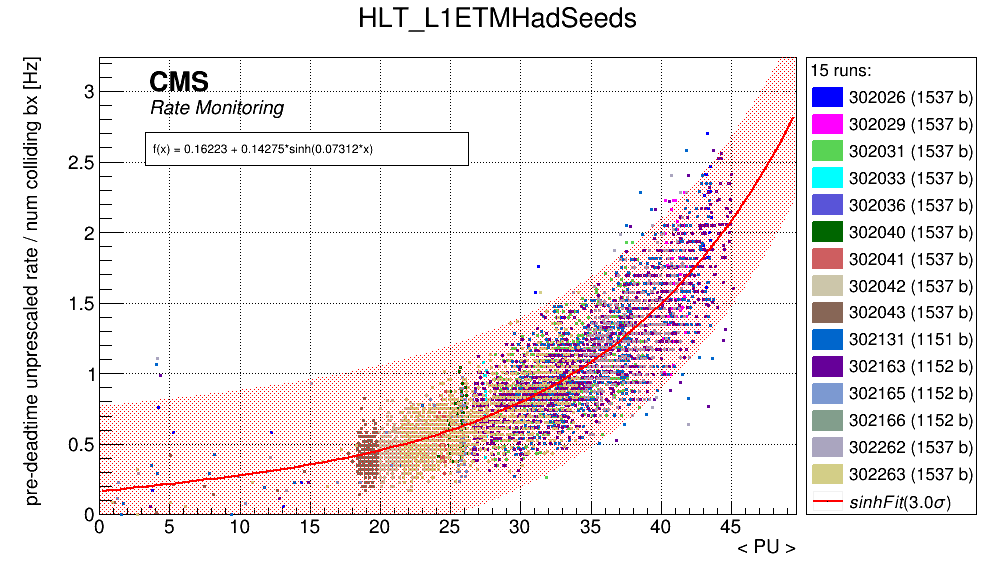 HLT_L1ETMHadSeeds
pre-deadtime unprescaled rate / num colliding bx [Hz]
CMS
Rate Monitoring
f(x) = 0.16223 + 0.14275*sinh(0.07312*x)
3
2.5
2
1.5
1
0.5
0
0 5 10 15 20 25 30 35 40 45
< PU >
15 runs:
302026 (1537 b)
302029 (1537 b)
302031 (1537 b)
302033 (1537 b)
302036 (1537 b)
302040 (1537 b)
302041 (1537 b)
302042 (1537 b)
302043 (1537 b)
302131 (1151 b)
302163 (1152 b)
302165 (1152 b)
302166 (1152 b)
302262 (1537 b)
302263 (1537 b)
sinhFit(3.0σ)